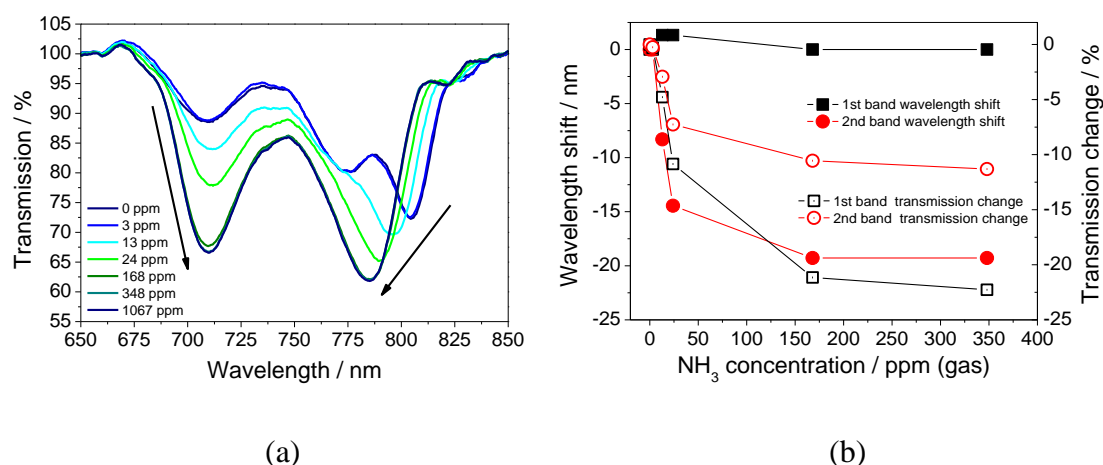 105
100
95
90
85
80
75
70
65
60
55
Transmission / %
0 ppm
3 ppm
13 ppm
24 ppm
168 ppm
348 ppm
1067 ppm
650 675 700 725 750 775 800 825 850
Wavelength / nm
(a)
0
-5
-10
-15
-20
-25
Wavelength shift / nm
1st band wavelength shift
2nd band wavelength shift
1st band transmission change
2nd band transmission change
0
-5
-10
-15
-20
-25
Transmission change / %
0 50 100 150 200 250 300 350 400
NH3 concentration / ppm (gas)
(b)